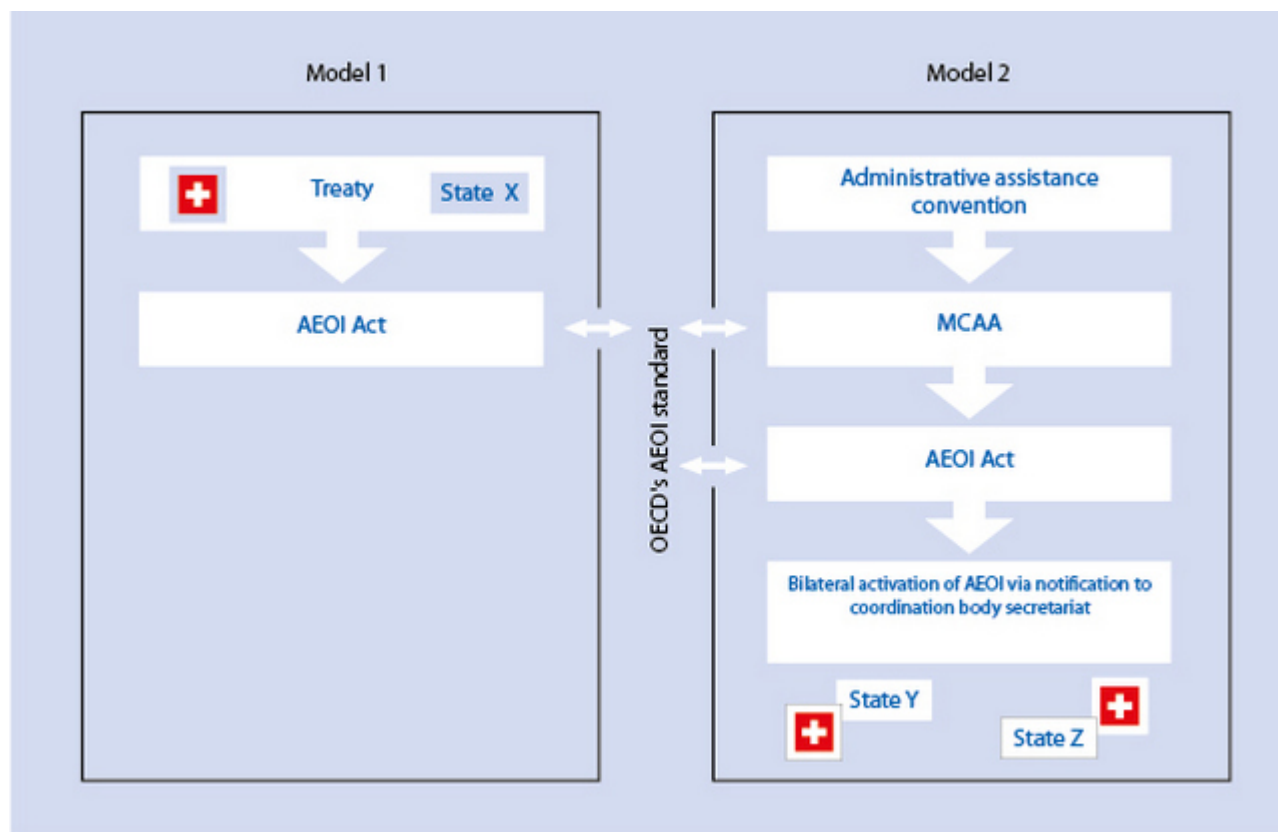 Model 1
Treaty
State X
AEOI Act
OECD's AEOI standard
Model 2
Administrative assistance
convention
MCAA
AEOI Act
Bilateral activation of AEOI via notification to
coordination body secretariat
State Y
State Z